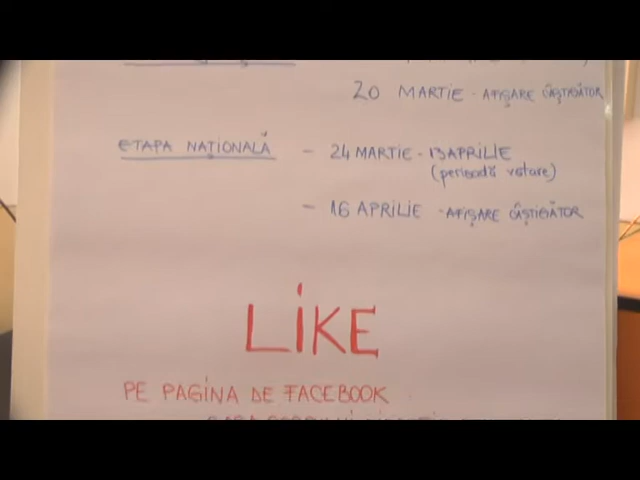 20 MARTIE - AFIȘARE CÂȘTIGĂTOR
ETAPA NAȚIONALĂ - 24 MARTIE - 13 APRILIE
(perioadă votare)
- 16 APRILIE - AFIȘARE CÂȘTIGĂTOR
LIKE
PE PAGINA DE FACEBOOK